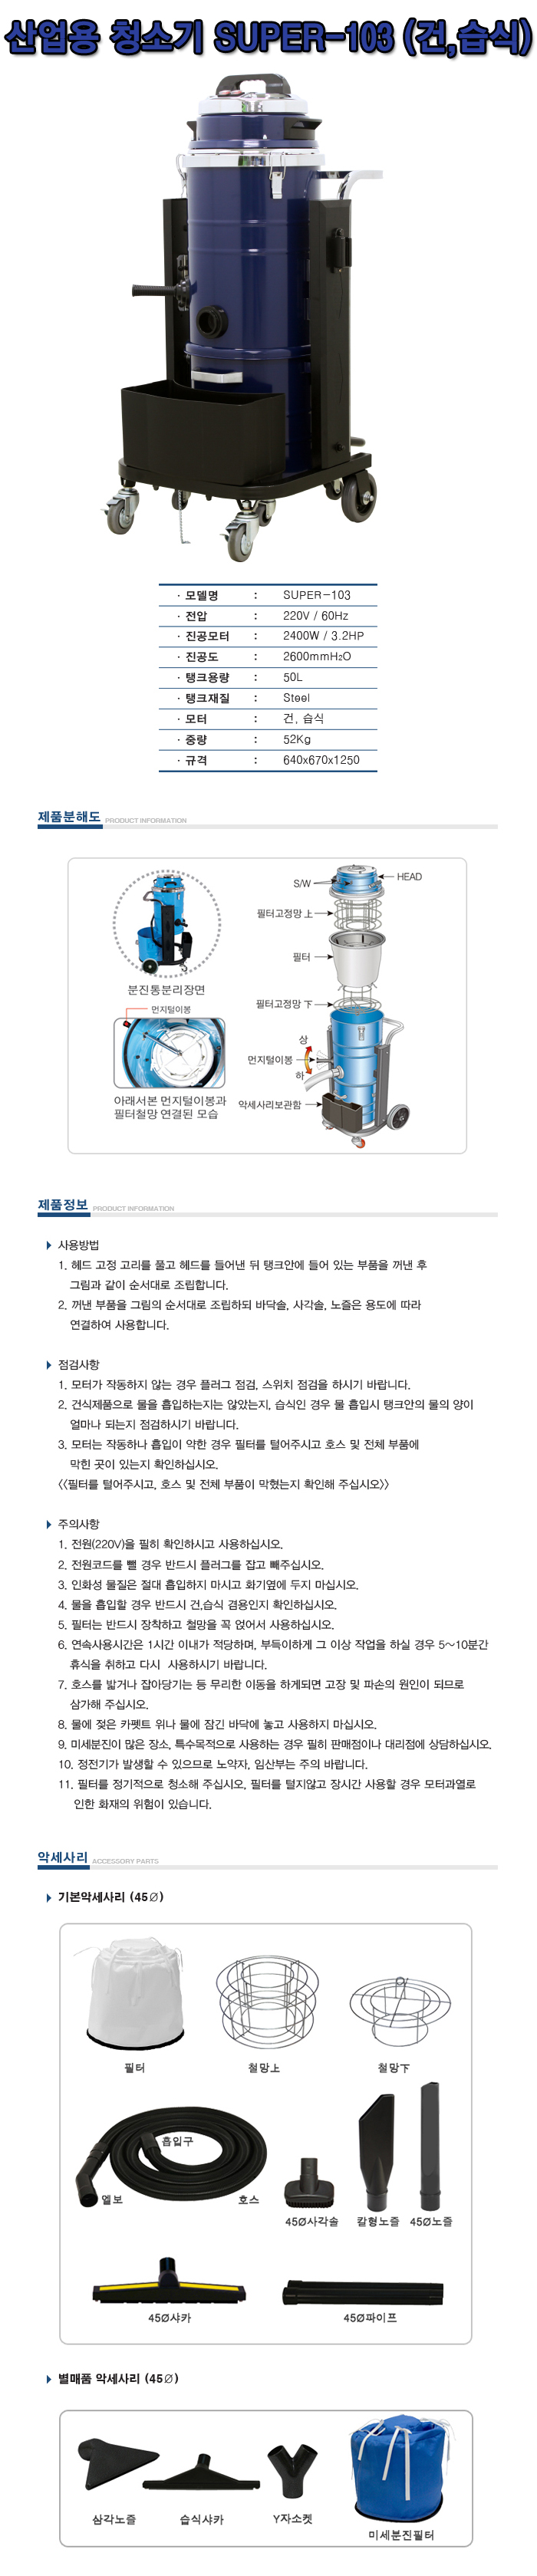 산업용 청소기 SUPER-103 (건,습식)
· 모델명 : SUPER-103
· 전압 : 220V / 60Hz
· 진공모터 : 2400W / 3.2HP
· 진공도 : 2600mmH₂O
· 탱크용량 : 50L
· 탱크재질 : Steel
· 모터 : 건, 습식
· 중량 : 52Kg
· 규격 : 640x670x1250
제품분해도 PRODUCT INFORMATION
S/W
HEAD
필터고정망 上
필터
분진통분리장면
필터고정망 下
먼지털이봉
상
먼지털이봉
하
아래서본 먼지털이봉과
필터철망 연결된 모습
악세사리보관함
제품정보 PRODUCT INFORMATION
사용방법
1. 헤드 고정 고리를 풀고 헤드를 들어낸 뒤 탱크안에 들어 있는 부품을 꺼낸 후
그림과 같이 순서대로 조립합니다.
2. 꺼낸 부품을 그림의 순서대로 조립하되 바닥솔, 사각솔, 노즐은 용도에 따라
연결하여 사용합니다.
점검사항
1. 모터가 작동하지 않는 경우 플러그 점검, 스위치 점검을 하시기 바랍니다.
2. 건식제품으로 물을 흡입하는지는 않았는지, 습식인 경우 물 흡입시 탱크안의 물의 양이
얼마나 되는지 점검하시기 바랍니다.
3. 모터는 작동하나 흡입이 약한 경우 필터를 털어주시고 호스 및 전체 부품에
막힌 곳이 있는지 확인하십시오.
<<필터를 털어주시고, 호스 및 전체 부품이 막혔는지 확인해 주십시오>>
주의사항
1. 전원(220V)을 필히 확인하시고 사용하십시오.
2. 전원코드를 뺄 경우 반드시 플러그를 잡고 빼주십시오.
3. 인화성 물질은 절대 흡입하지 마시고 화기옆에 두지 마십시오.
4. 물을 흡입할 경우 반드시 건,습식 겸용인지 확인하십시오.
5. 필터는 반드시 장착하고 철망을 꼭 얹어서 사용하십시오.
6. 연속사용시간은 1시간 이내가 적당하며, 부득이하게 그 이상 작업을 하실 경우 5~10분간
휴식을 취하고 다시 사용하시기 바랍니다.
7. 호스를 밟거나 잡아당기는 등 무리한 이동을 하게되면 고장 및 파손의 원인이 되므로
삼가해 주십시오.
8. 물에 젖은 카펫트 위나 물에 잠긴 바닥에 놓고 사용하지 마십시오.
9. 미세분진이 많은 장소, 특수목적으로 사용하는 경우 필히 판매점이나 대리점에 상담하십시오.
10. 정전기가 발생할 수 있으므로 노약자, 임산부는 주의 바랍니다.
11. 필터를 정기적으로 청소해 주십시오, 필터를 털지않고 장시간 사용할 경우 모터과열로
인한 화재의 위험이 있습니다.
악세사리 ACCESSORY PARTS
기본악세사리 (45∅)
필터
철망上
철망下
흡입구
엘보
호스
45Ø사각솔
칼형노즐
45Ø노즐
45Ø샤카
45Ø파이프
별매품 악세사리 (45∅)
삼각노즐
습식샤카
Y자소켓
미세분진필터